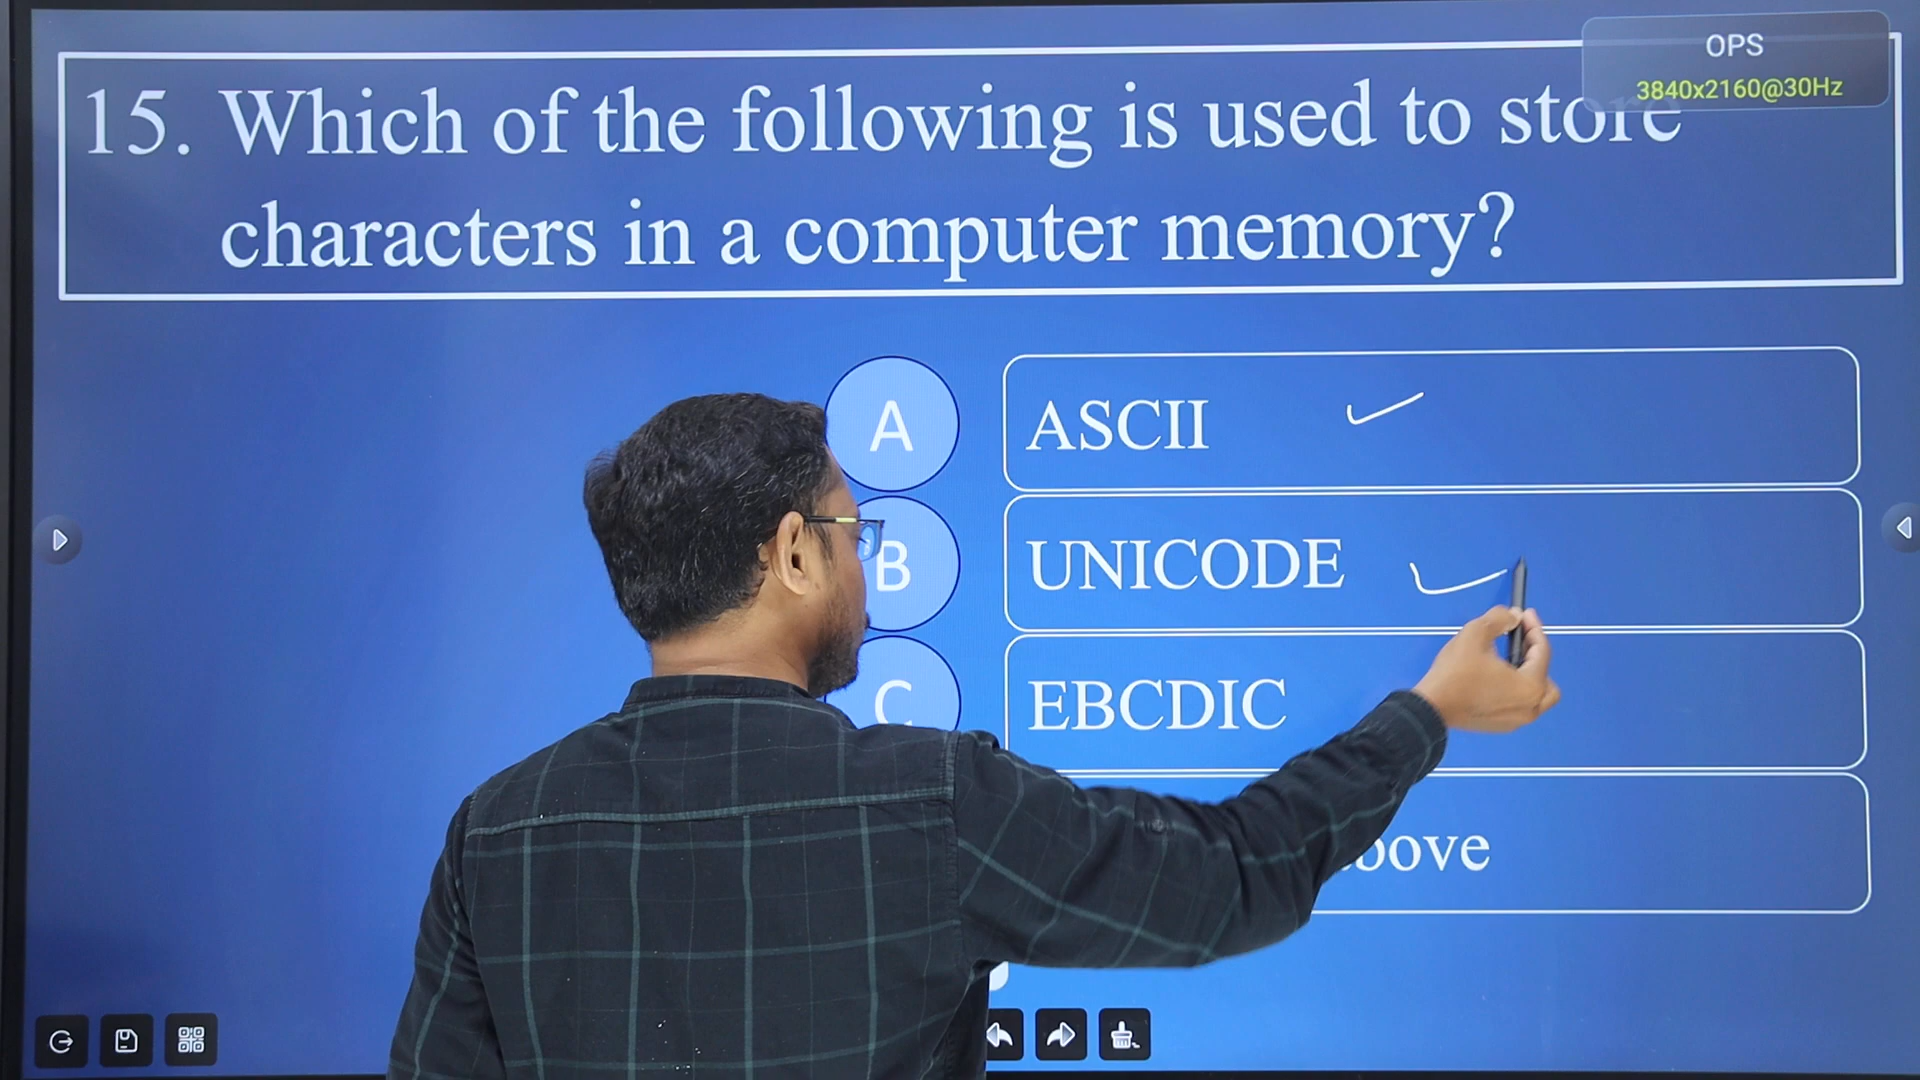 OPS
3840x2160@30Hz
15. Which of the following is used to store
characters in a computer memory?
A ASCII
B UNICODE
C EBCDIC